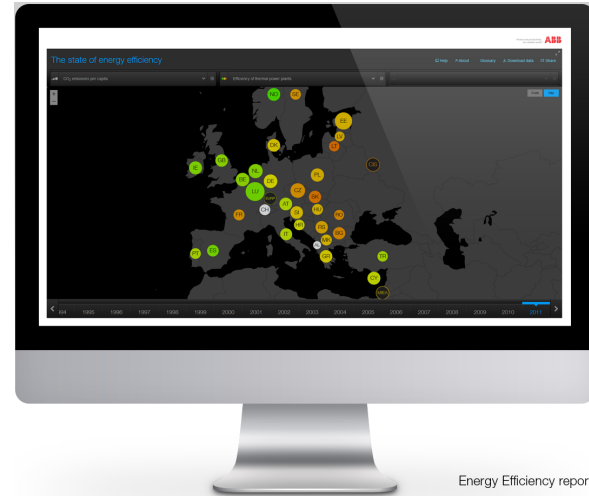 ABB
The state of energy efficiency
Help
About
Glossary
Download data
Share
CO₂ emissions per capita
Efficiency of thermal power plants
NO
SE
EE
LV
LT
DK
CIS
IE
GB
NL
BE
DE
PL
LU
CZ
SK
CH
AT
HU
FR
SI
RO
HR
RS
BG
IT
MK
PT
ES
GR
TR
CY
1995
1996
1997
1998
1999
2000
2001
2002
2003
2004
2005
2006
2007
2008
2009
2010
2011
Energy Efficiency repor